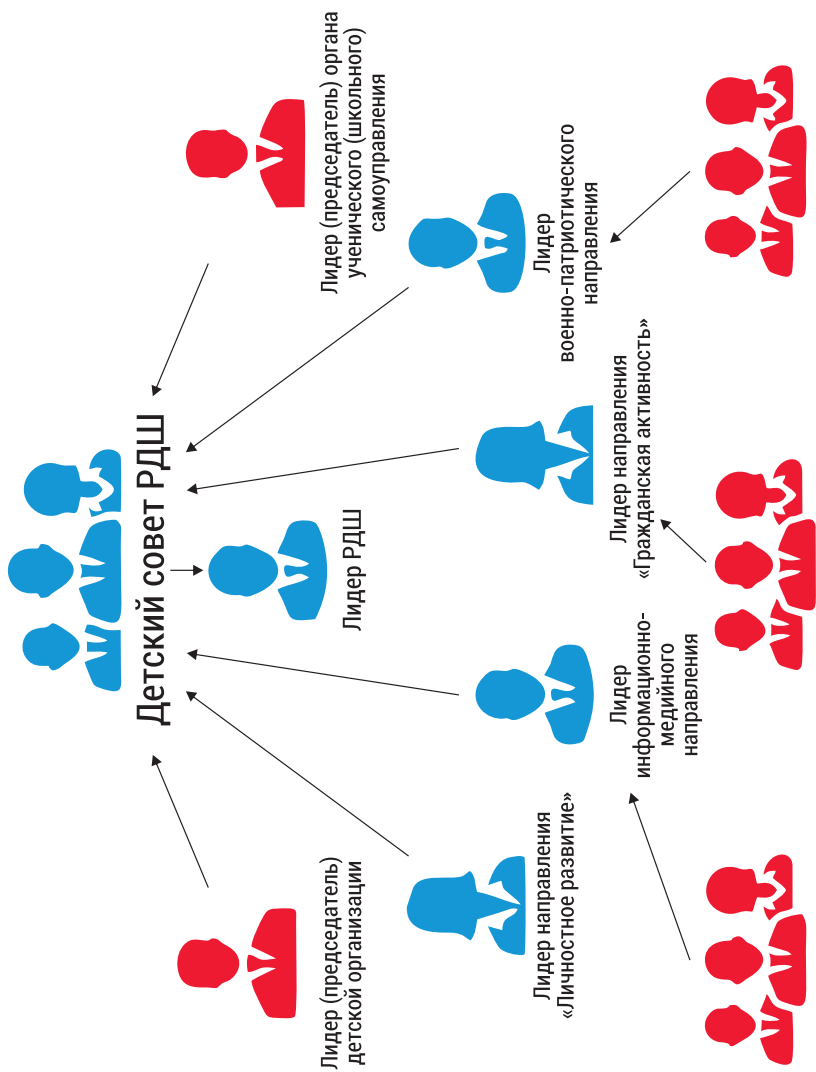 Детский совет РДШ
Лидер (председатель)
детской организации
Лидер РДШ
Лидер (председатель) органа
ученического (школьного)
самоуправления
Лидер направления
«Личностное развитие»
Лидер
информационно-
медийного
направления
Лидер направления
«Гражданская активность»
Лидер
военно-патриотического
направления